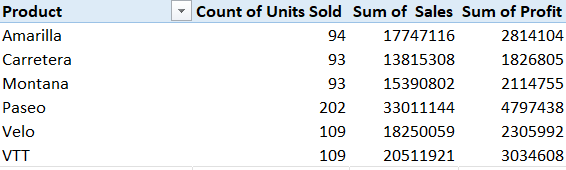 Product Count of Units Sold Sum of Sales Sum of Profit
Amarilla 94 17747116 2814104
Carretera 93 13815308 1826805
Montana 93 15390802 2114755
Paseo 202 33011144 4797438
Velo 109 18250059 2305992
VTT 109 20511921 3034608